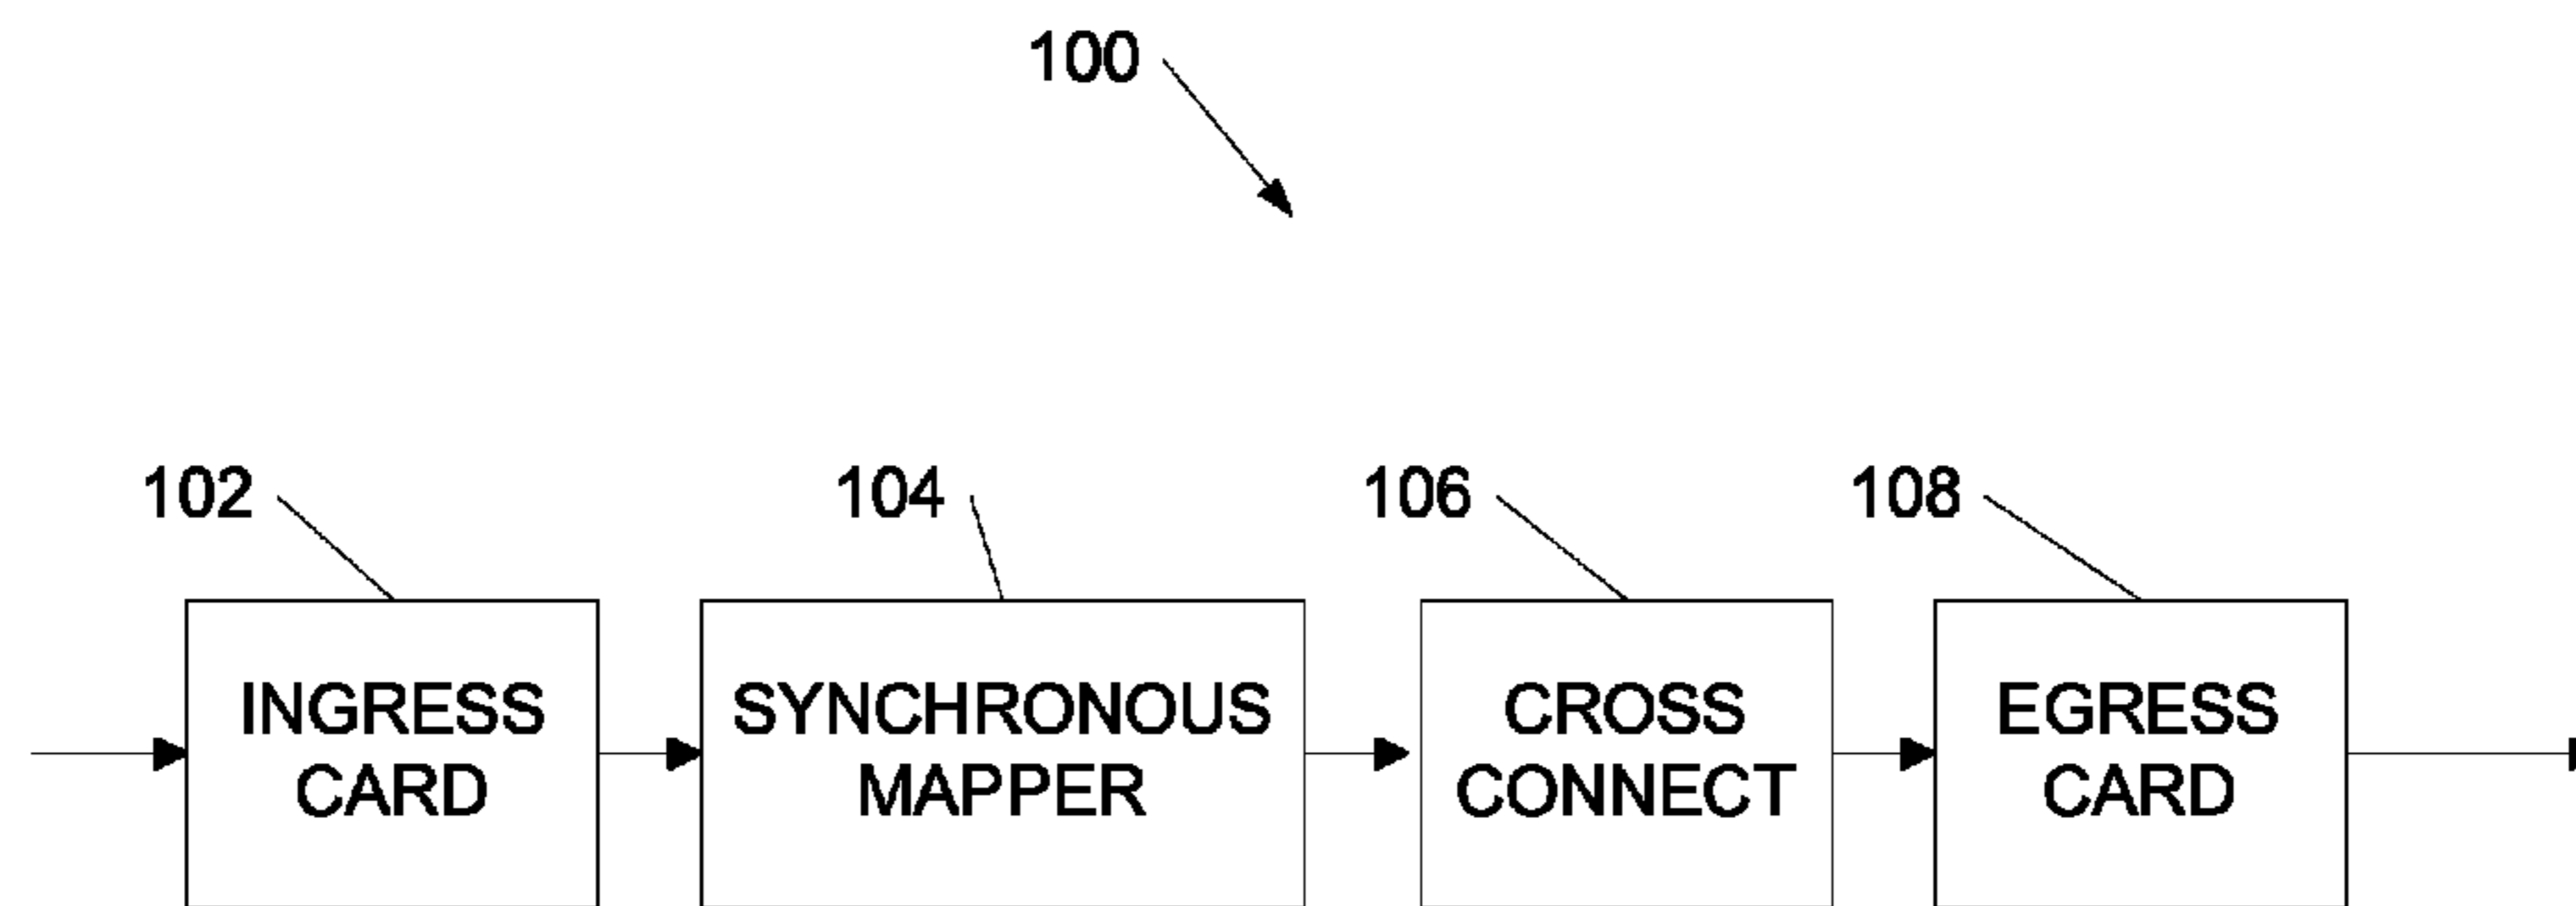 100
102
104
106
108
INGRESS
CARD
SYNCHRONOUS
MAPPER
CROSS
CONNECT
EGRESS
CARD